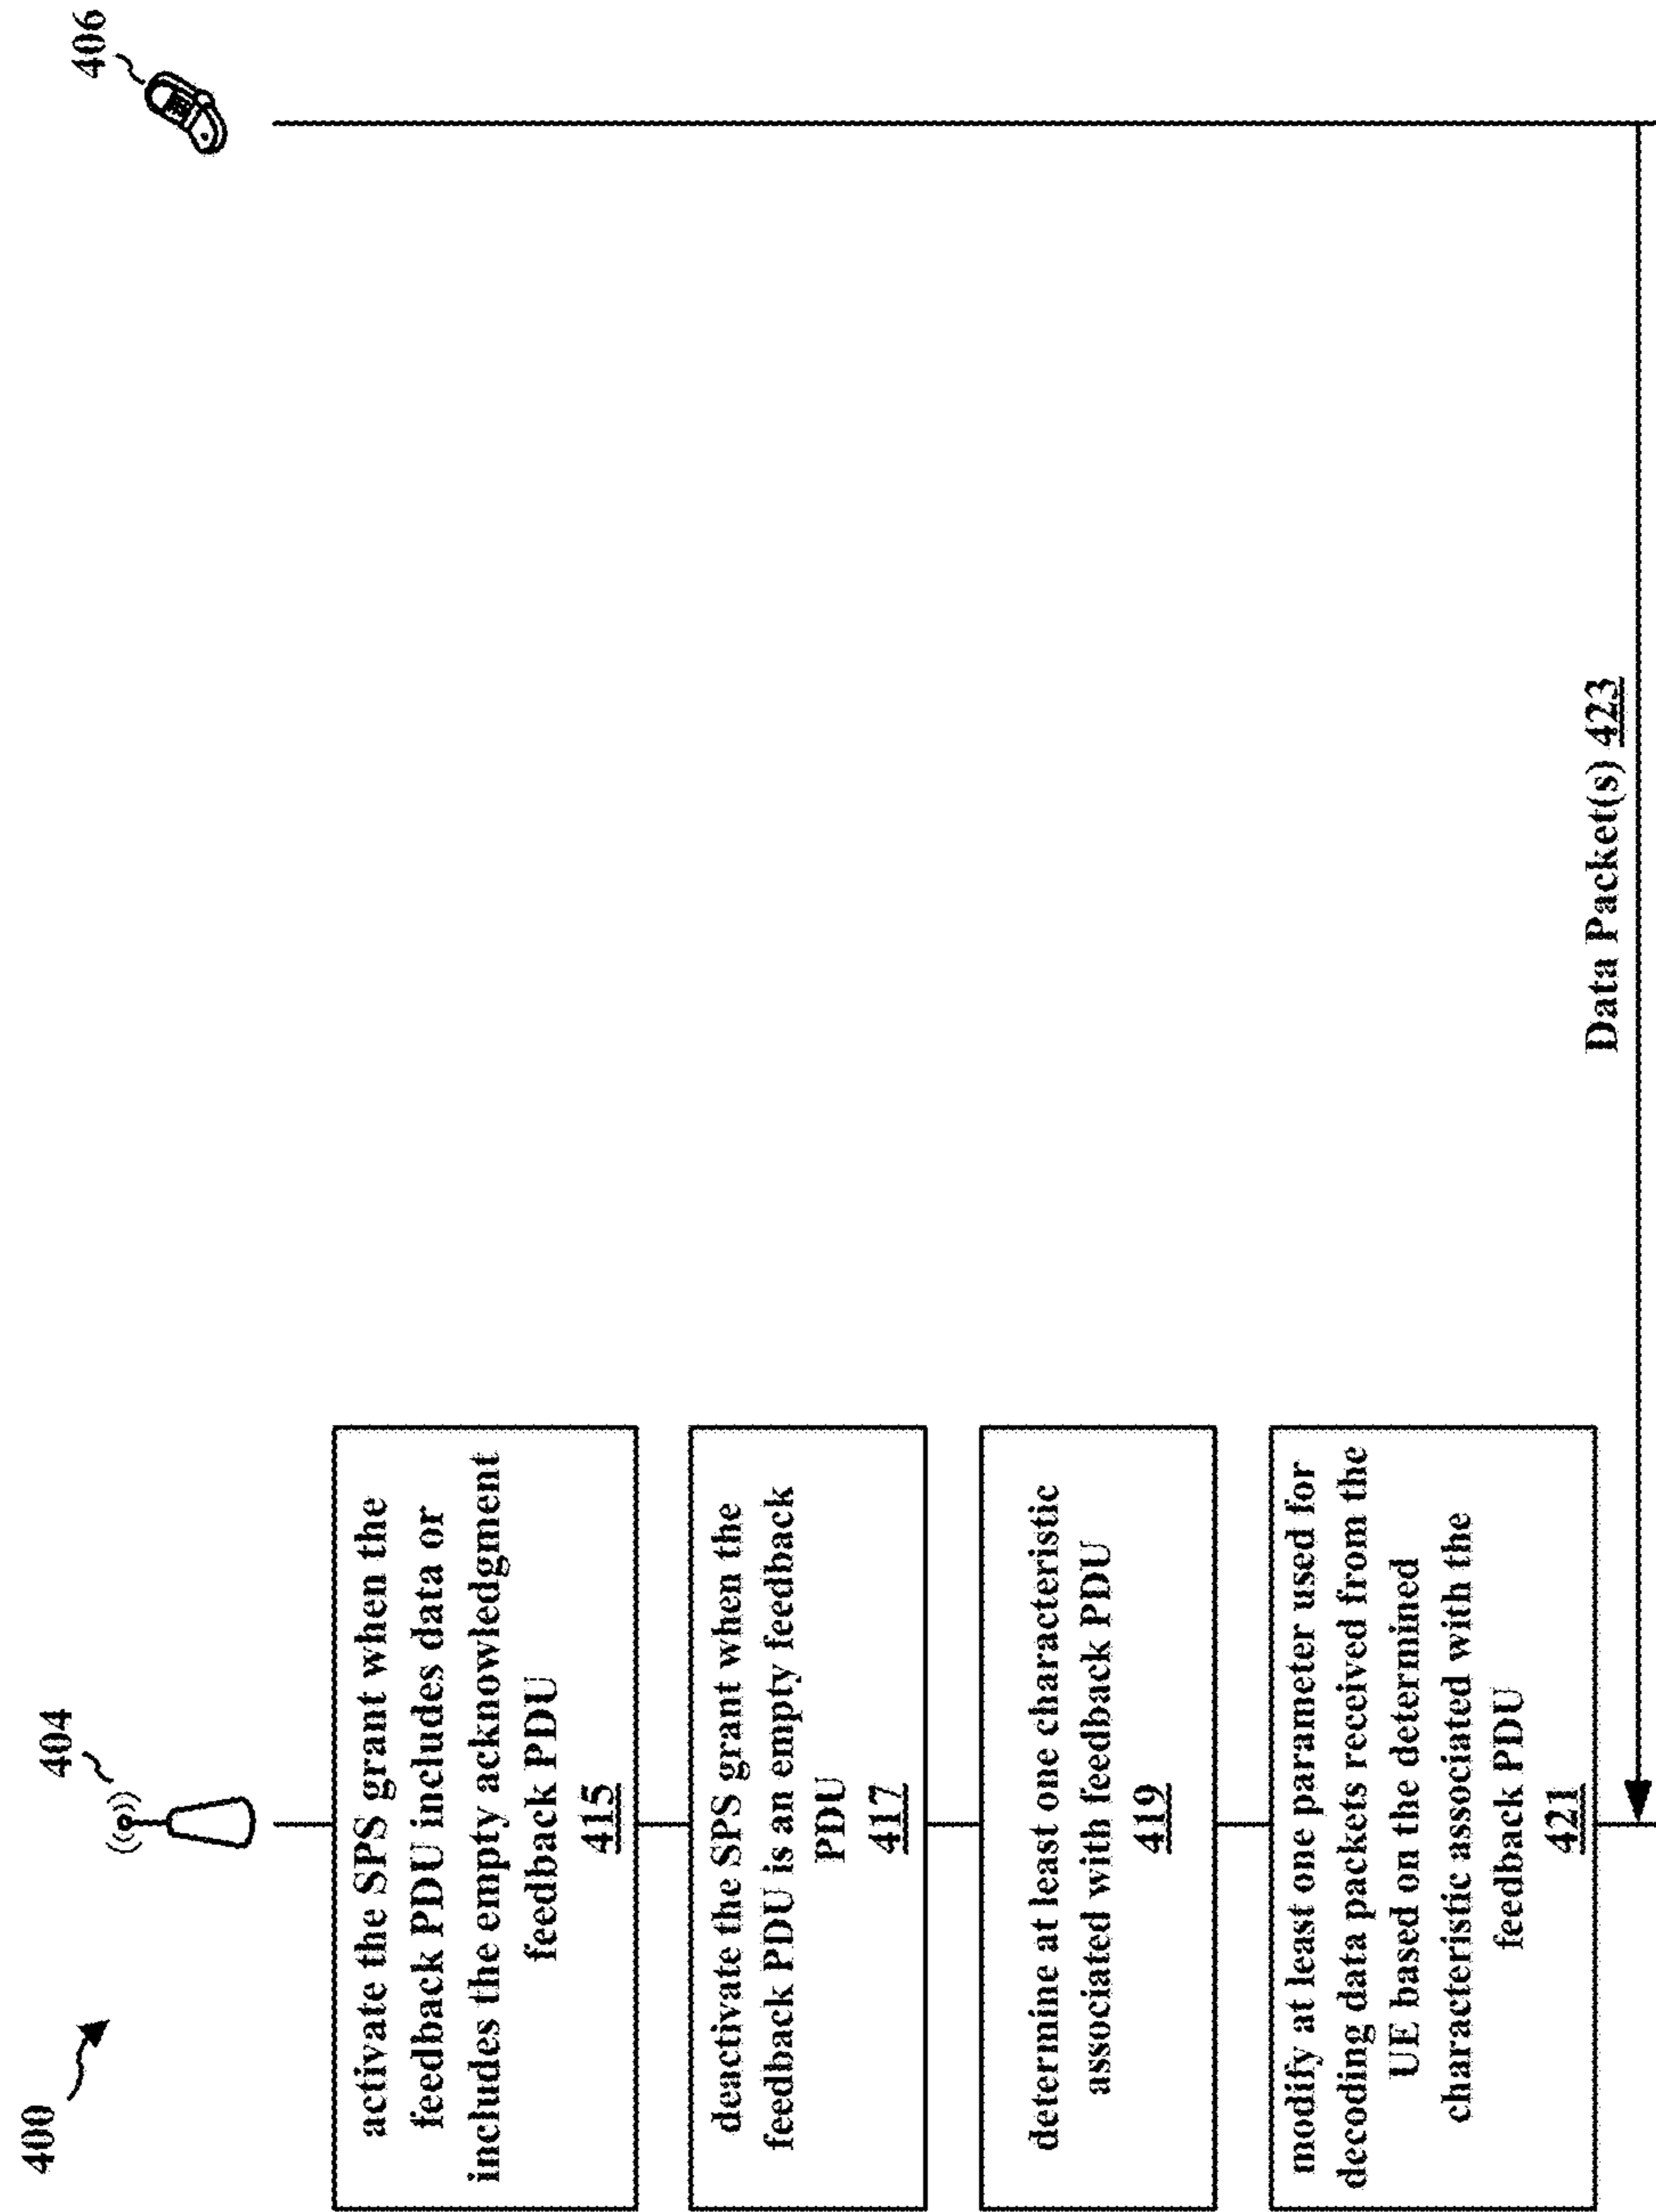 400
404
406
activate the SPS grant when the
feedback PDU includes data or
includes the empty acknowledgment
feedback PDU
415
deactivate the SPS grant when the
feedback PDU is an empty feedback
PDU
417
determine at least one characteristic
associated with feedback PDU
419
modify at least one parameter used for
decoding data packets received from the
UE based on the determined
characteristic associated with the
feedback PDU
421
Data Packet(s) 423